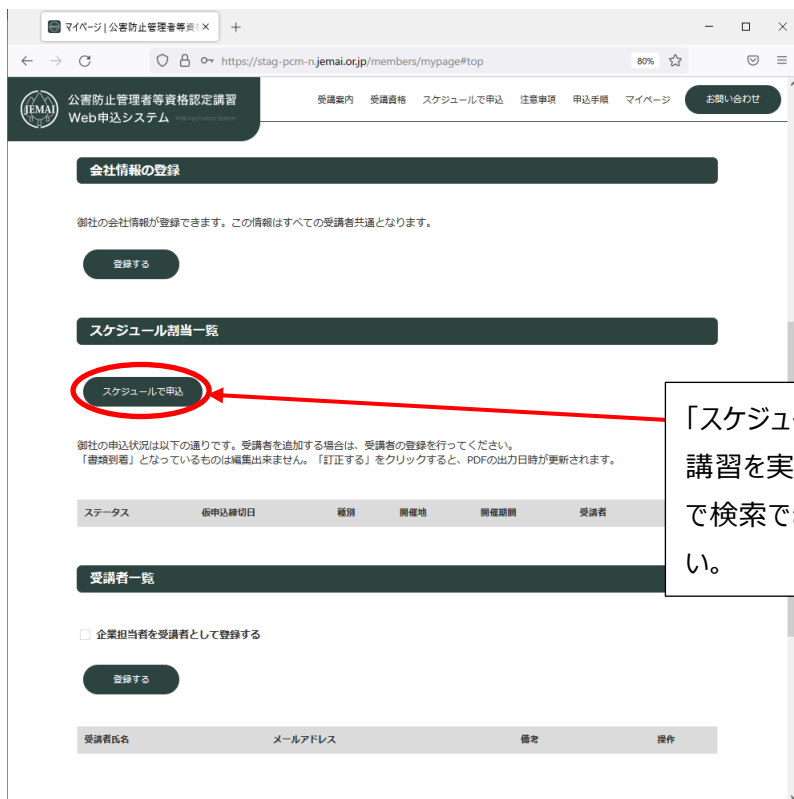 マイページ | 公害防止管理者等資
https://stag-pcm-n.jemai.or.jp/members/mypage#top
80%
JEMAI
公害防止管理者等資格認定講習
Web申込システム Web Application System
受講案内 受講資格 スケジュールで申込 注意事項 申込手順 マイページ お問い合わせ
会社情報の登録
御社の会社情報が登録できます。この情報はすべての受講者共通となります。
登録する
スケジュール割当一覧
スケジュールで申込
御社の申込状況は以下の通りです。受講者を追加する場合は、受講者の登録を行ってください。
「書類到着」となっているものは編集出来ません。「訂正する」をクリックすると、PDFの出力日時が更新されます。
ステータス 仮申込締切日 種別 開催地 開催期間 受講者
「スケジュ
講習を実
で検索で
い。
受講者一覧
企業担当者を受講者として登録する
登録する
受講者氏名 メールアドレス 備考 操作